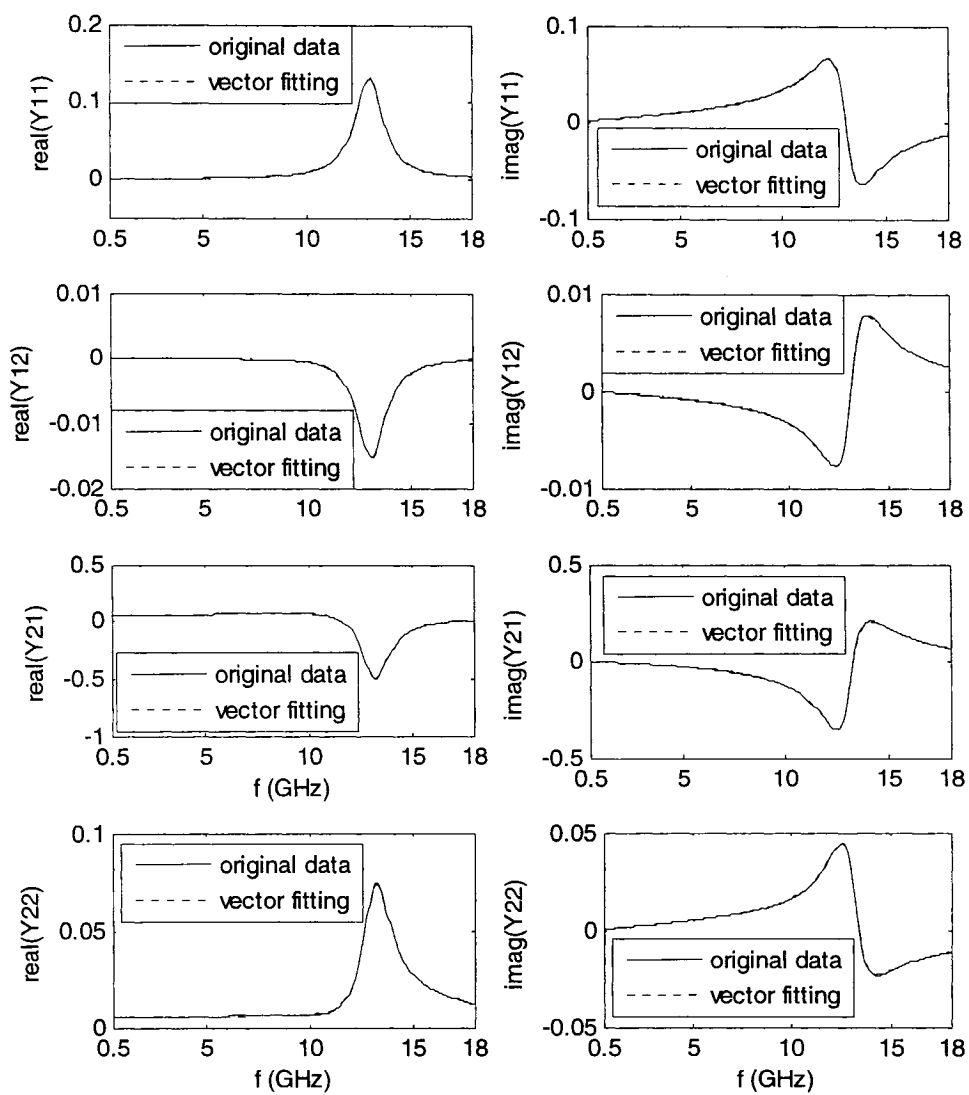 real(Y11)
0.2
0.1
0
original data
vector fitting
0.5
5
10
15
18
imag(Y11)
0.1
0
-0.1
original data
vector fitting
0.5
5
10
15
18
real(Y12)
0.01
0
-0.01
-0.02
original data
vector fitting
0.5
5
10
15
18
imag(Y12)
0.01
0
-0.01
original data
vector fitting
0.5
5
10
15
18
real(Y21)
0.5
0
-0.5
-1
original data
vector fitting
0.5
5
10
15
18
f (GHz)
imag(Y21)
0.5
0
-0.5
original data
vector fitting
0.5
5
10
15
18
real(Y22)
0.1
0.05
0
original data
vector fitting
0.5
5
10
15
18
f (GHz)
imag(Y22)
0.05
0
-0.05
original data
vector fitting
0.5
5
10
15
18
f (GHz)